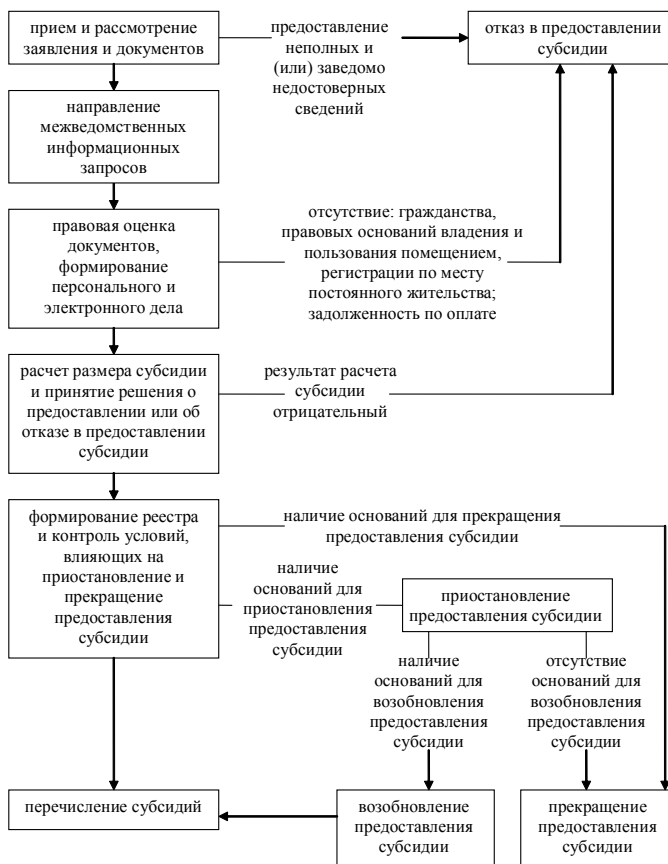 прием и рассмотрение
заявления и документов
предоставление
неполных и
(или) заведомо
недостоверных
сведений
отказ в предоставлении
субсидии
направление
межведомственных
информационных
запросов
правовая оценка
документов,
формирование
персонального и
электронного дела
отсутствие: гражданства,
правовых оснований владения и
пользования помещением,
регистрации по месту
постоянного жительства;
задолженность по оплате
расчет размера субсидии
и принятие решения о
предоставлении или об
отказе в предоставлении
субсидии
результат расчета
субсидии
отрицательный
формирование реестра
и контроль условий,
влияющих на
приостановление и
прекращение
предоставления
субсидии
наличие оснований для прекращения
предоставления субсидии
наличие
оснований для
приостановления
предоставления
субсидии
приостановление
предоставления субсидии
наличие
оснований для
возобновления
предоставления
субсидии
отсутствие
оснований для
возобновления
предоставления
субсидии
перечисление субсидий
возобновление
предоставления
субсидии
прекращение
предоставления
субсидии